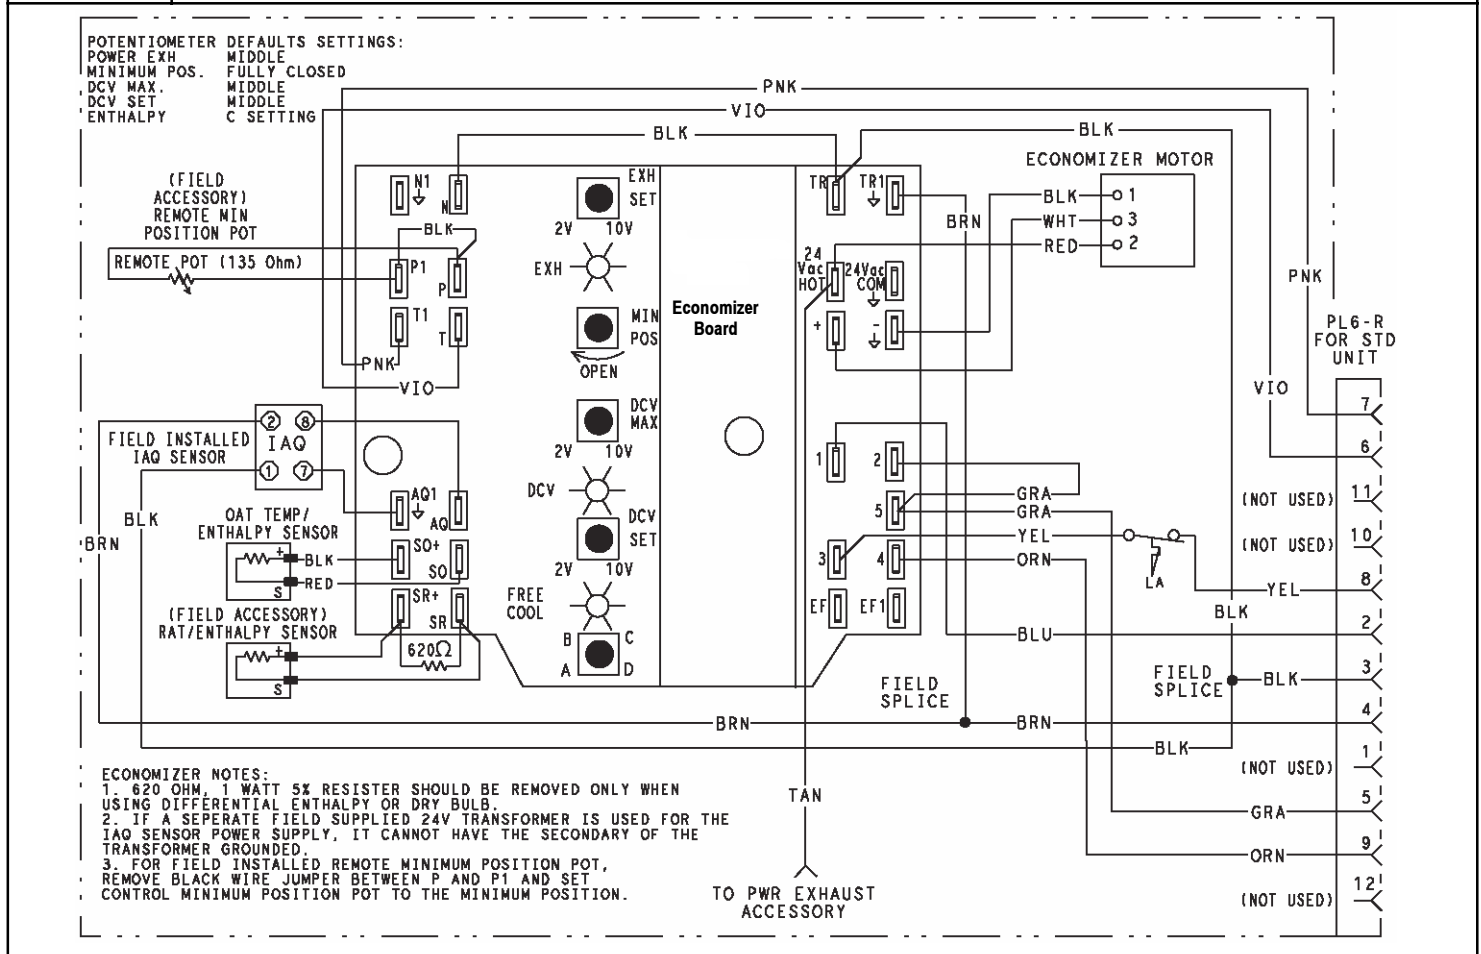 POTENTIOMETER DEFAULTS SETTINGS:
POWER EXH MIDDLE
MINIMUM POS. FULLY CLOSED
DCV MAX. MIDDLE
DCV SET MIDDLE
ENTHALPY C SETTING
PNK
VIO
BLK
BLK
ECONOMIZER MOTOR
(FIELD
ACCESSORY)
REMOTE MIN
POSITION POT
REMOTE POT (135 Ohm)
N1
N
BLK
P1
P
T1
T
PNK
VIO
EXH
SET
2V 10V
EXH
MIN
POS
OPEN
Economizer
Board
DCV
MAX
2V 10V
DCV
DCV
SET
2V 10V
FREE
COOL
B C
A D
TR
TR1
24
Vac
HOT
24Vac
COM
+
-
BRN
BLK 1
WHT 3
RED 2
PNK
PL6-R
FOR STD
UNIT
VIO
7
6
(NOT USED) 11
(NOT USED) 10
YEL 8
2
BLK 3
4
(NOT USED) 1
GRA 5
ORN 9
(NOT USED) 12
1
2
5
3
4
EF
EF1
GRA
GRA
YEL
ORN
LA
BLK
BLU
FIELD
SPLICE
FIELD
SPLICE
2 8
IAQ
1 7
FIELD INSTALLED
IAQ SENSOR
BLK
BRN
AQ1
AQ
OAT TEMP/
ENTHALPY SENSOR
+
S
BLK
RED
SO+
SO
(FIELD ACCESSORY)
RAT/ENTHALPY SENSOR
+
S
SR+
SR
620Ω
BRN
BRN
BLK
TAN
TO PWR EXHAUST
ACCESSORY
ECONOMIZER NOTES:
1. 620 OHM, 1 WATT 5% RESISTER SHOULD BE REMOVED ONLY WHEN
USING DIFFERENTIAL ENTHALPY OR DRY BULB.
2. IF A SEPERATE FIELD SUPPLIED 24V TRANSFORMER IS USED FOR THE
IAQ SENSOR POWER SUPPLY, IT CANNOT HAVE THE SECONDARY OF THE
TRANSFORMER GROUNDED.
3. FOR FIELD INSTALLED REMOTE MINIMUM POSITION POT,
REMOVE BLACK WIRE JUMPER BETWEEN P AND P1 AND SET
CONTROL MINIMUM POSITION POT TO THE MINIMUM POSITION.